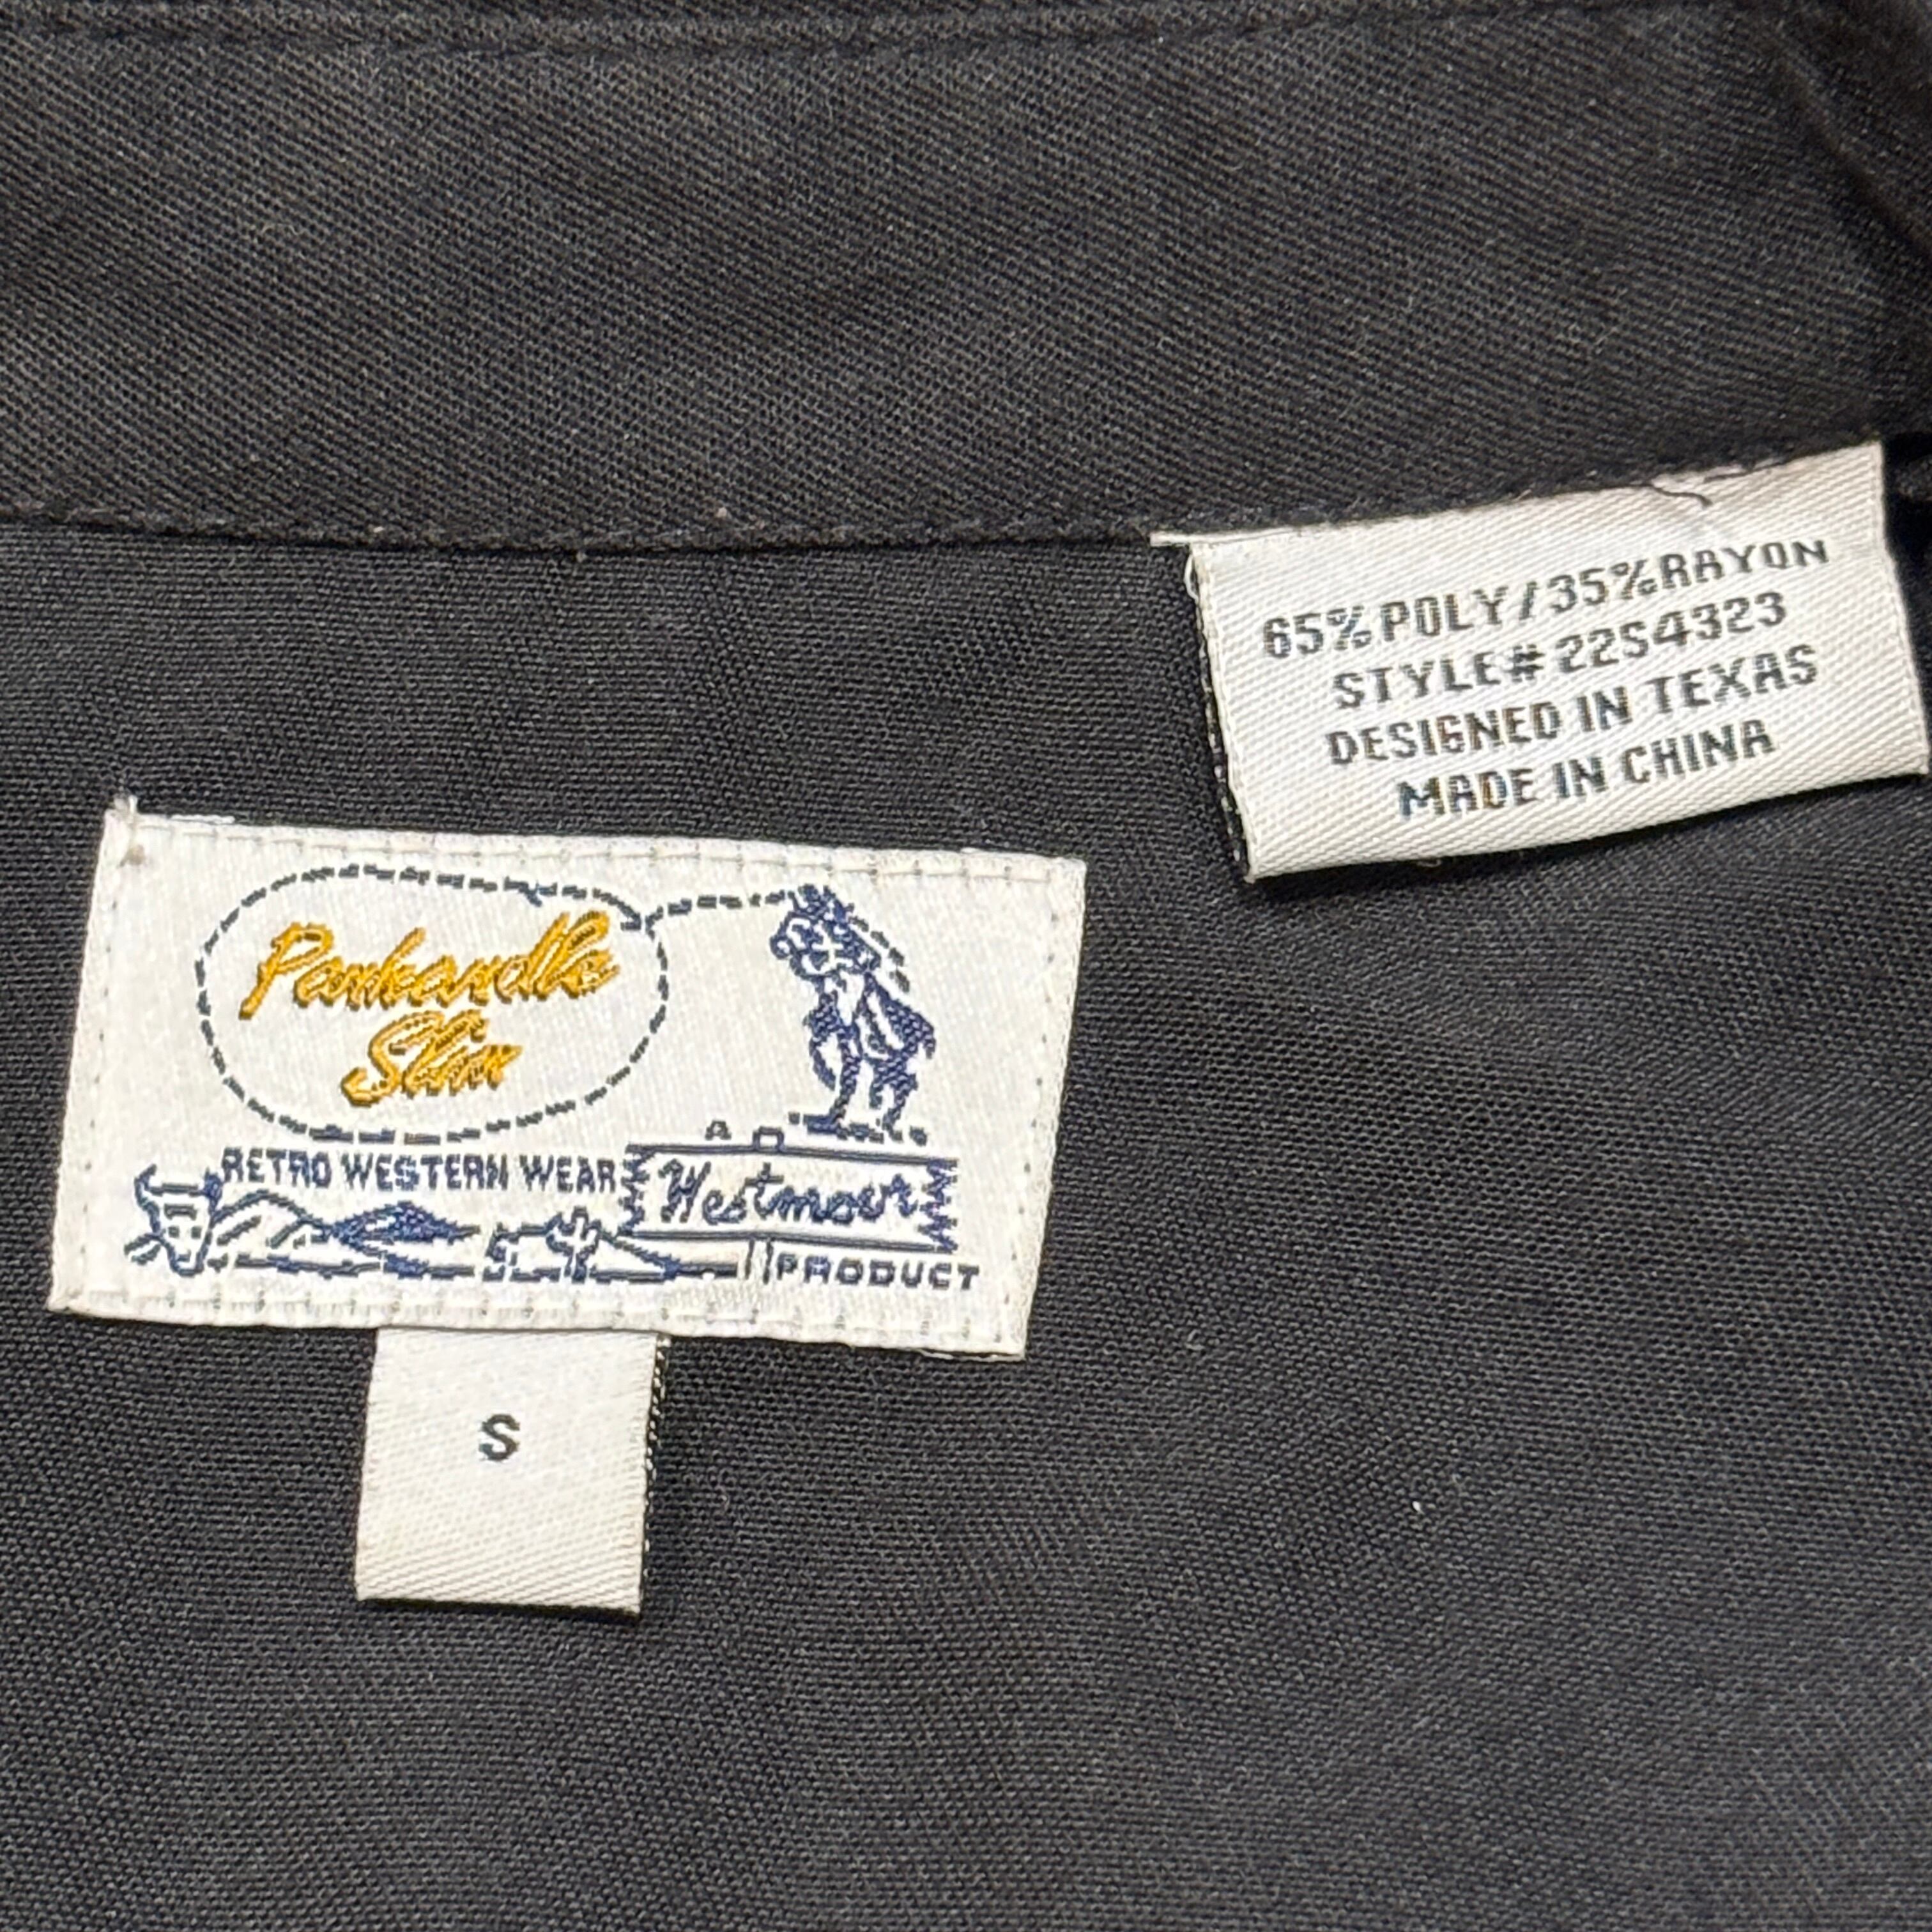 65% POLY/35% RAYON
STYLE# 22S4323
DESIGNED IN TEXAS
MADE IN CHINA
Panhandle
Slim
RETRO WESTERN WEAR
A
Westmoor
PRODUCT
S